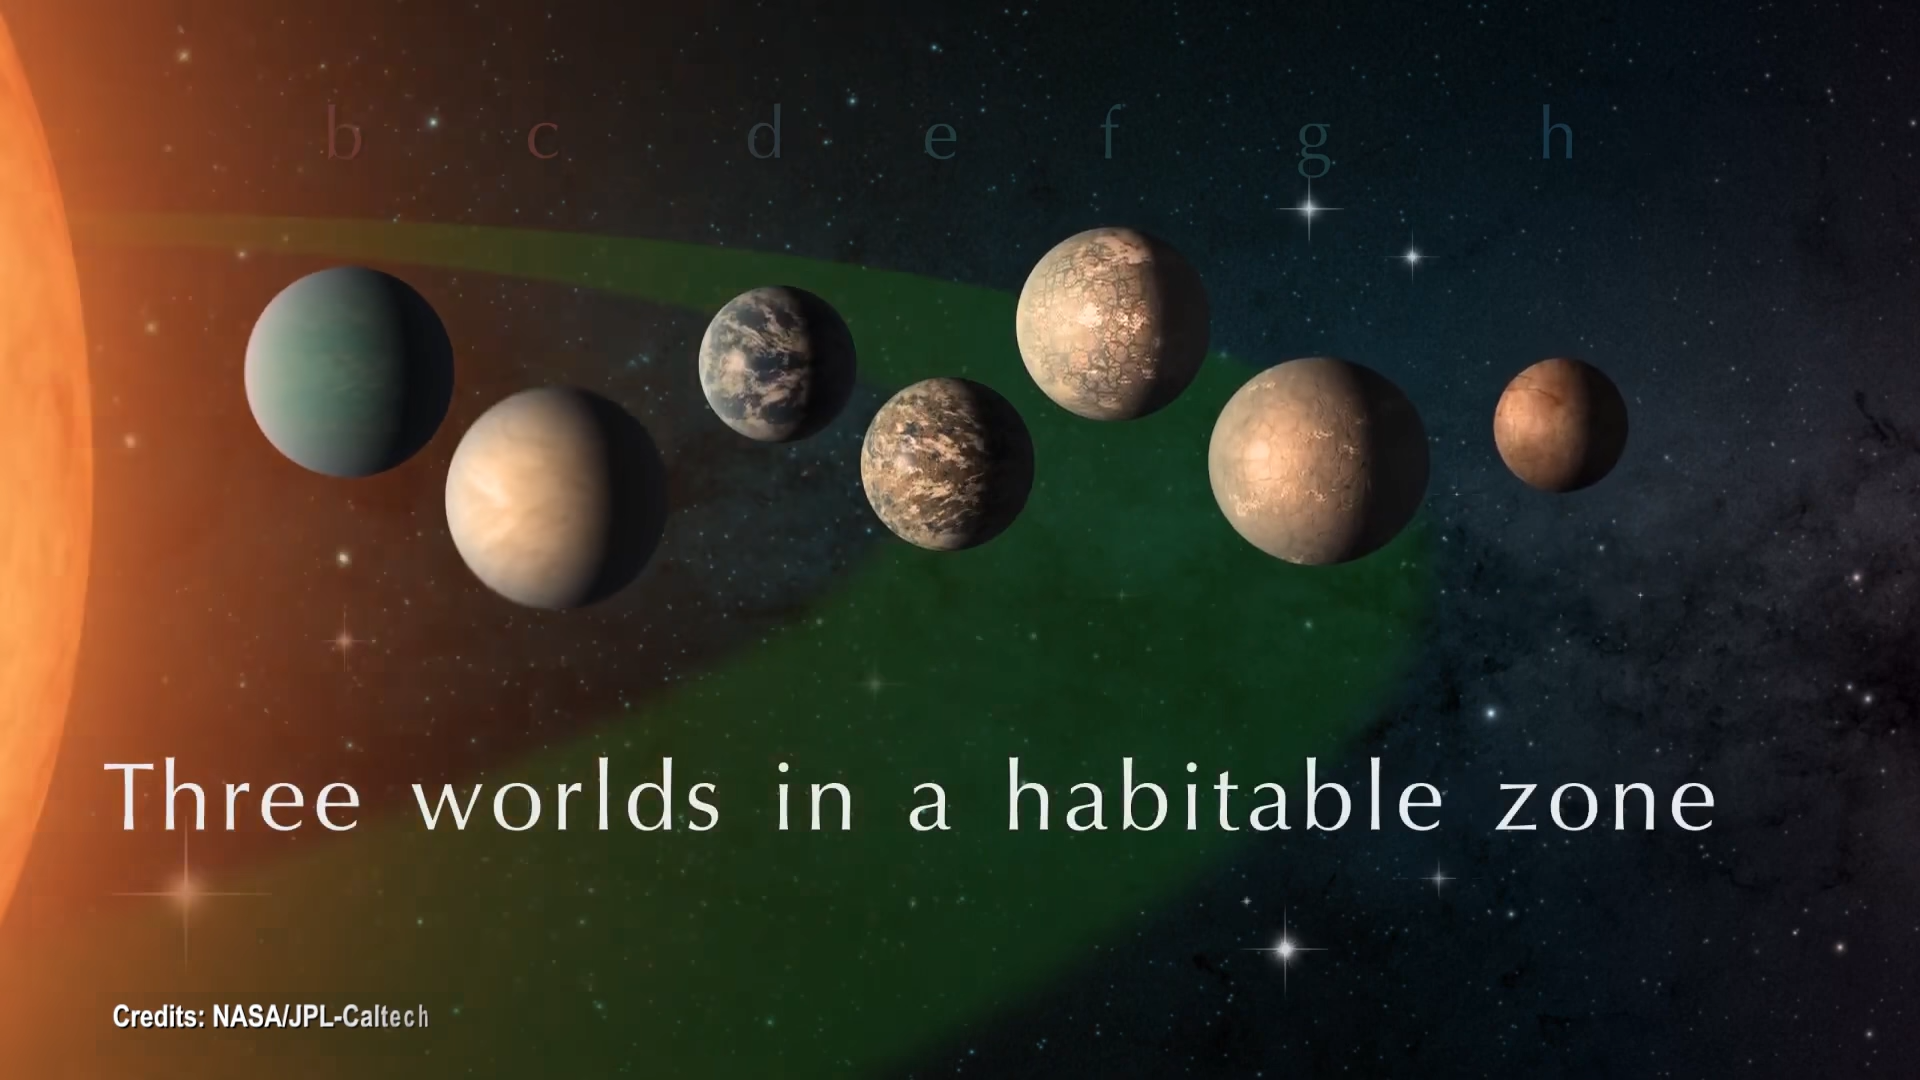 b c d e f g h
Three worlds in a habitable zone
Credits: NASA/JPL-Caltech